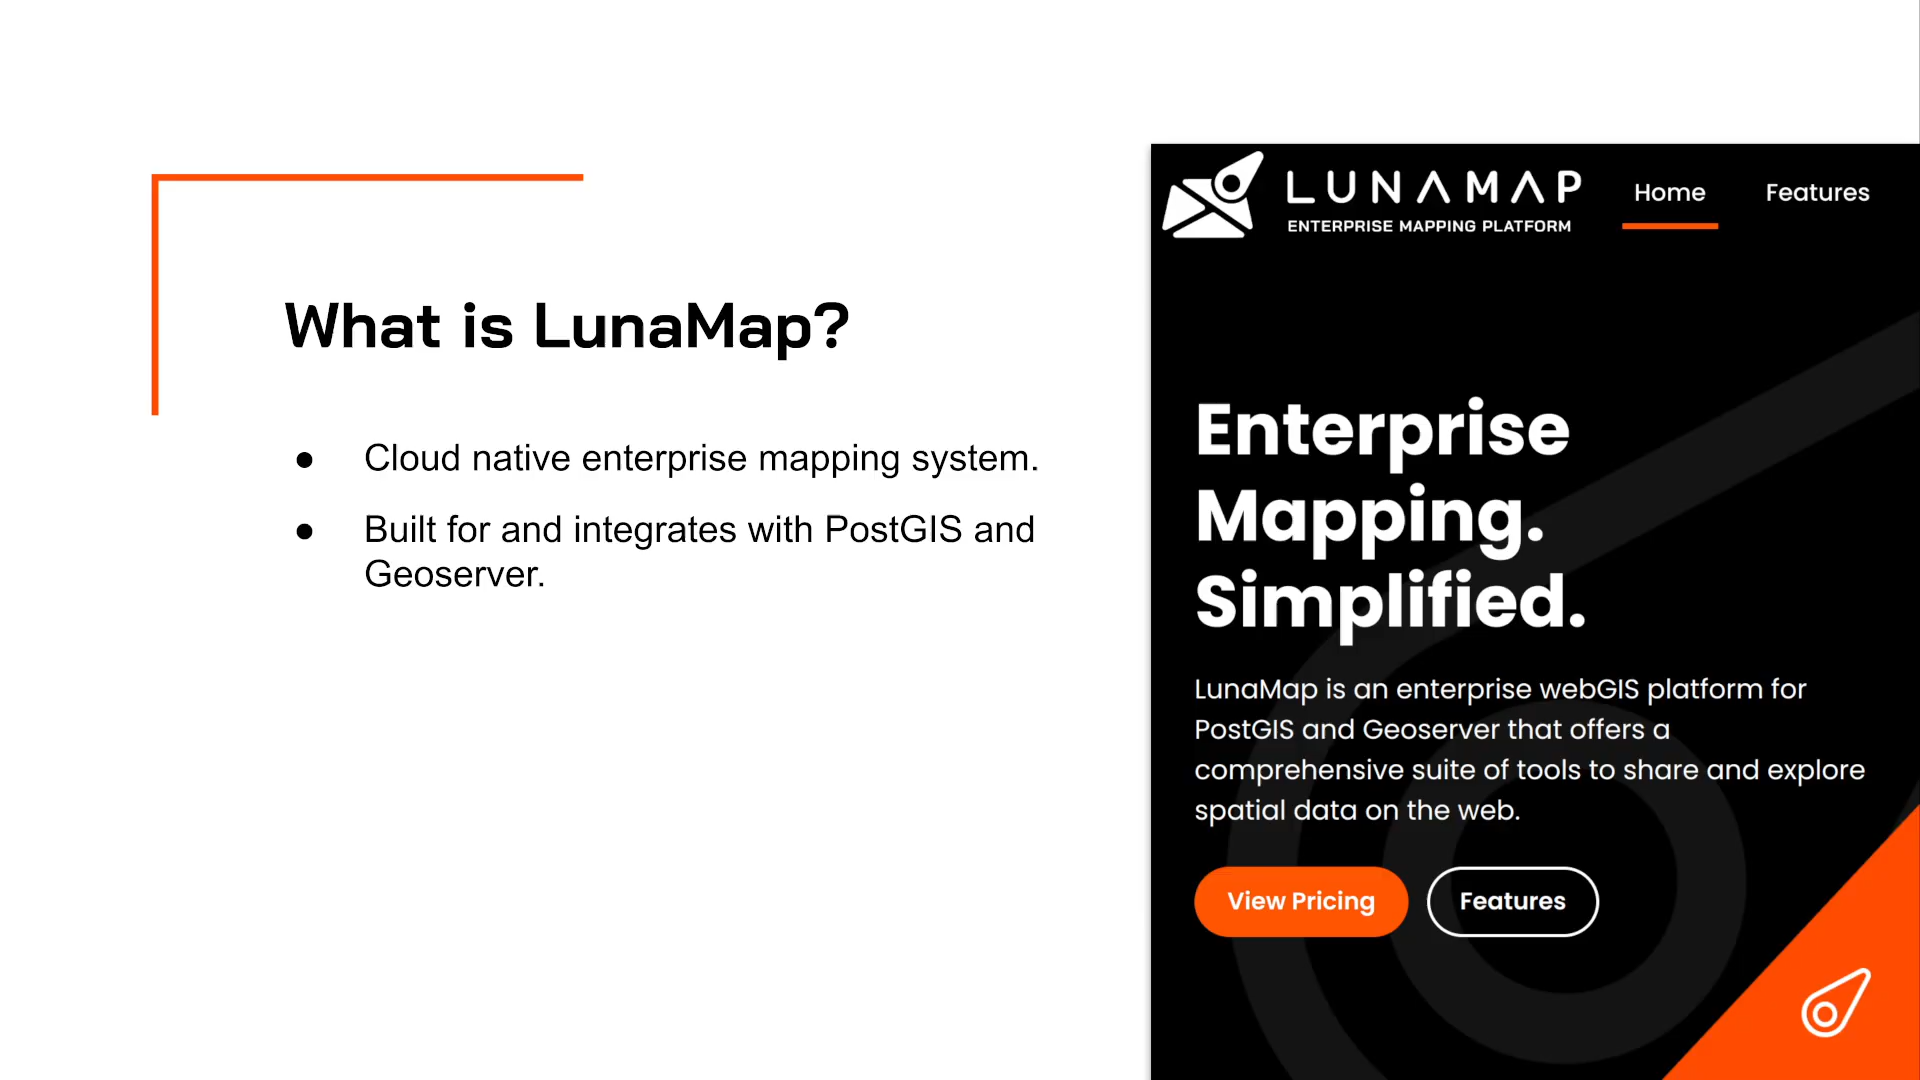 What is LunaMap?
● Cloud native enterprise mapping system.
● Built for and integrates with PostGIS and
Geoserver.
LUNAMAP
ENTERPRISE MAPPING PLATFORM
Home
Features
Enterprise
Mapping.
Simplified.
LunaMap is an enterprise webGIS platform for
PostGIS and Geoserver that offers a
comprehensive suite of tools to share and explore
spatial data on the web.
View Pricing
Features